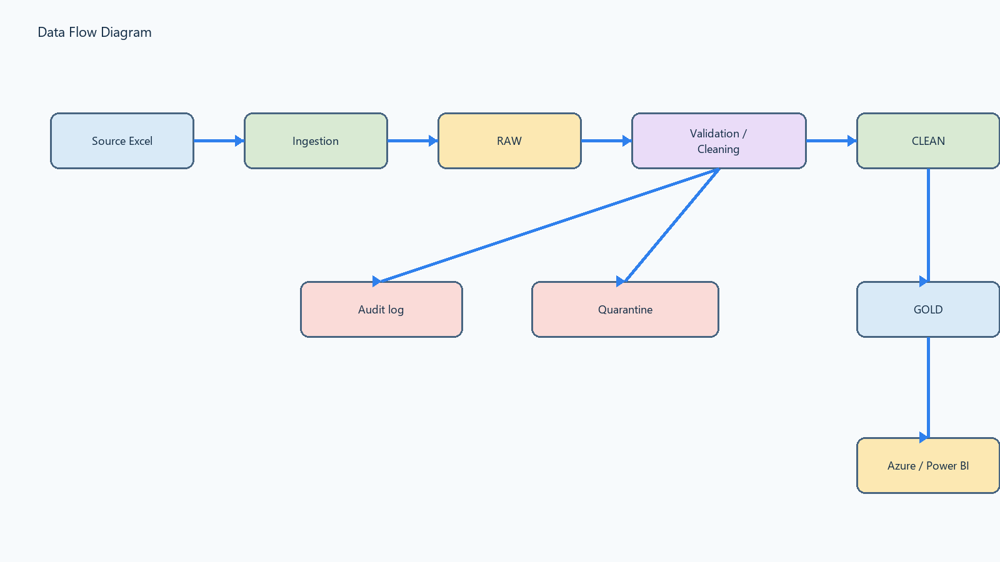 Data Flow Diagram
Source Excel
Ingestion
RAW
Validation /
Cleaning
CLEAN
Audit log
Quarantine
GOLD
Azure / Power BI